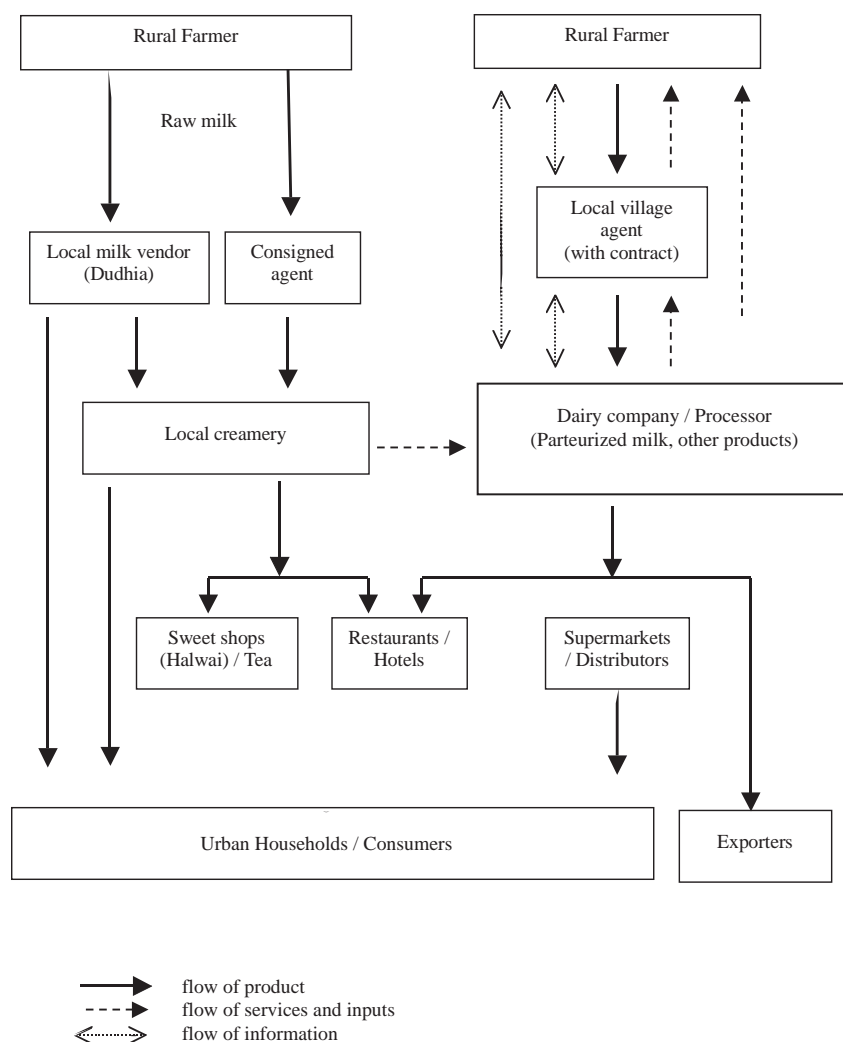 Rural Farmer
Rural Farmer
Raw milk
Local milk vendor
(Dudhia)
Consigned
agent
Local village
agent
(with contract)
Local creamery
Dairy company / Processor
(Parteurized milk, other products)
Sweet shops
(Halwai) / Tea
Restaurants /
Hotels
Supermarkets
/ Distributors
Urban Households / Consumers
Exporters
flow of product
flow of services and inputs
flow of information